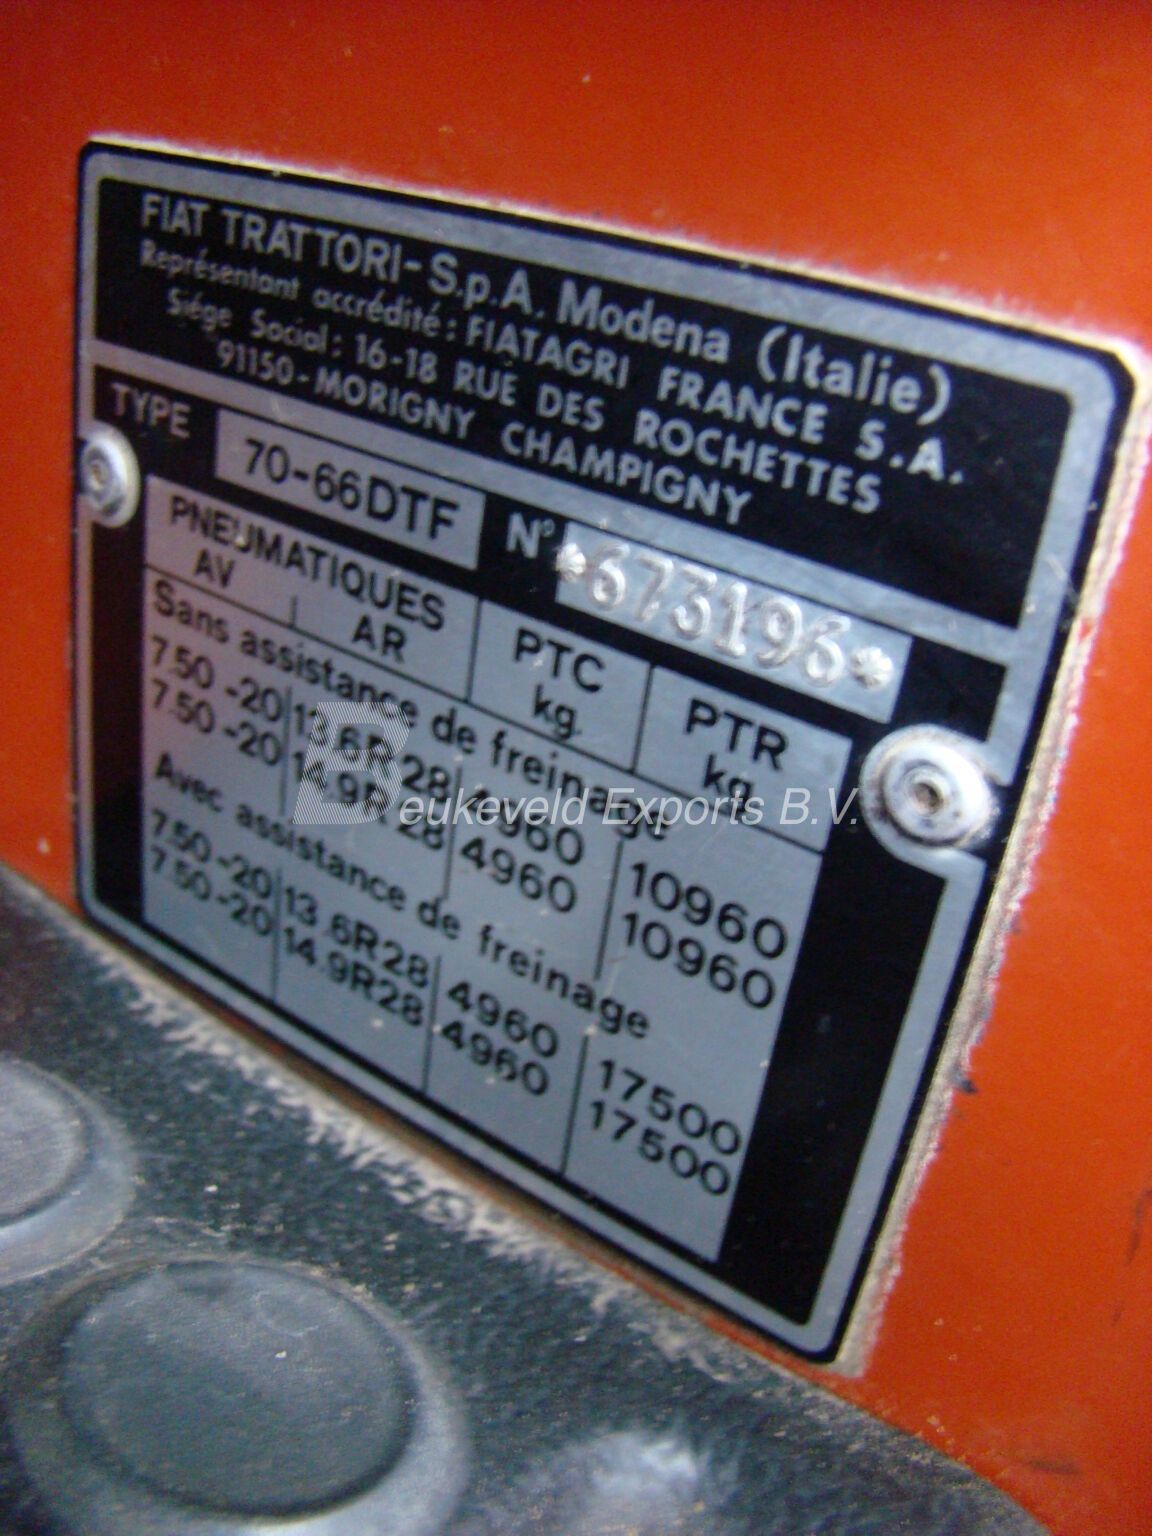 FIAT TRATTORI-S.p.A. Modena (Italie)
Représentant accrédité: FIATAGRI FRANCE S.A.
Siége Social: 16-18 RUE DES ROCHETTES
91150-MORIGNY CHAMPIGNY
TYPE 70-66DTF N° *673196*
PNEUMATIQUES PTC PTR
AV AR kg kg
Sans assistance de freinage
7.50-20 13.6R28 4960 10960
7.50-20 14.9R28 4960 10960
Avec assistance de freinage
7.50-20 13.6R28 4960 17500
7.50-20 14.9R28 4960 17500
Beukeveld Exports B.V.